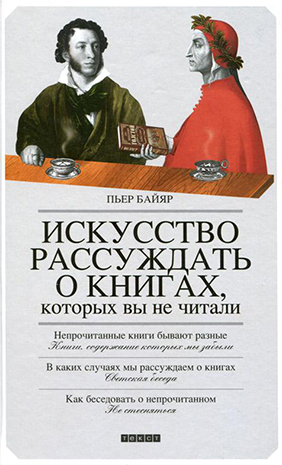 ПЬЕР БАЙЯР
ИСКУССТВО
РАССУЖДАТЬ
О КНИГАХ,
которых вы не читали
Непрочитанные книги бывают разные
Книги, содержание которых мы забыли
В каких случаях мы рассуждаем о книгах
Светская беседа
Как беседовать о непрочитанном
Не стесняться
ТЕКСТ